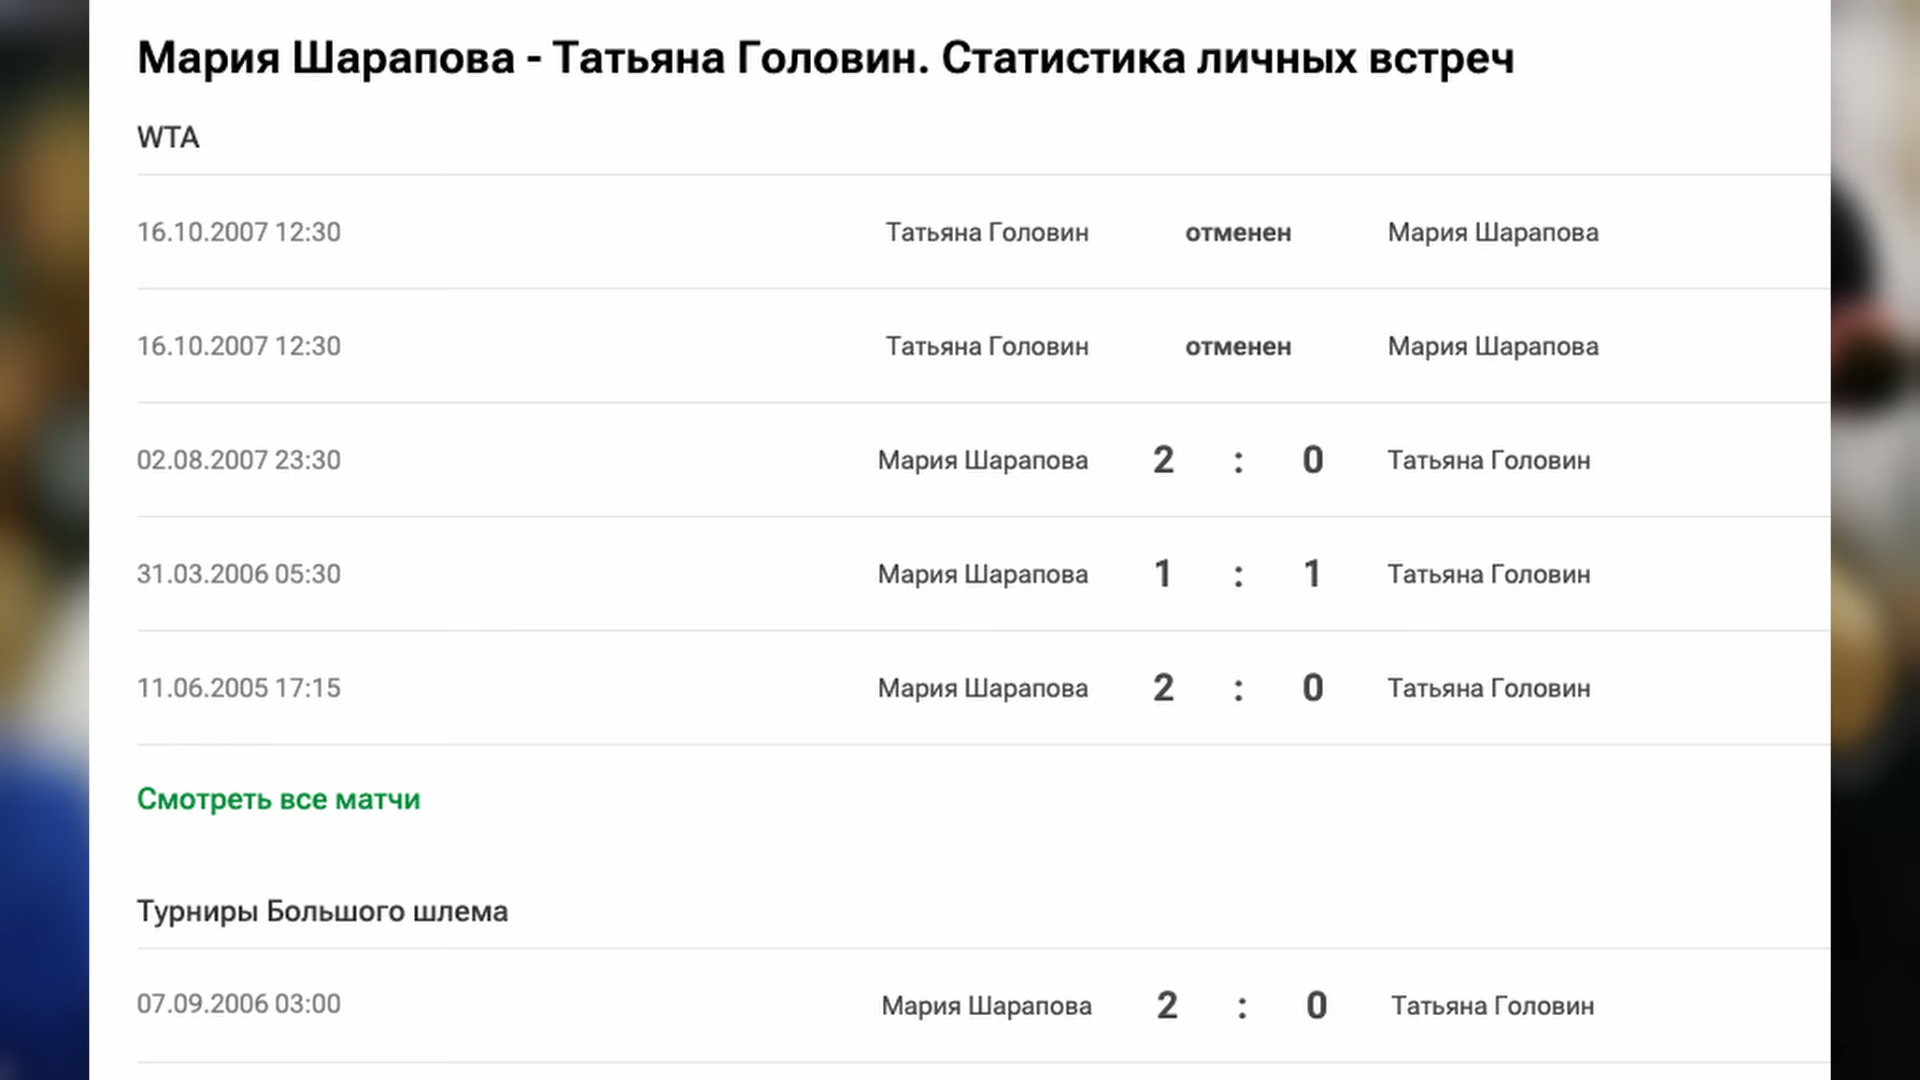 Мария Шарапова - Татьяна Головин. Статистика личных встреч
WTA
16.10.2007 12:30 Татьяна Головин отменен Мария Шарапова
16.10.2007 12:30 Татьяна Головин отменен Мария Шарапова
02.08.2007 23:30 Мария Шарапова 2 : 0 Татьяна Головин
31.03.2006 05:30 Мария Шарапова 1 : 1 Татьяна Головин
11.06.2005 17:15 Мария Шарапова 2 : 0 Татьяна Головин
Смотреть все матчи
Турниры Большого шлема
07.09.2006 03:00 Мария Шарапова 2 : 0 Татьяна Головин